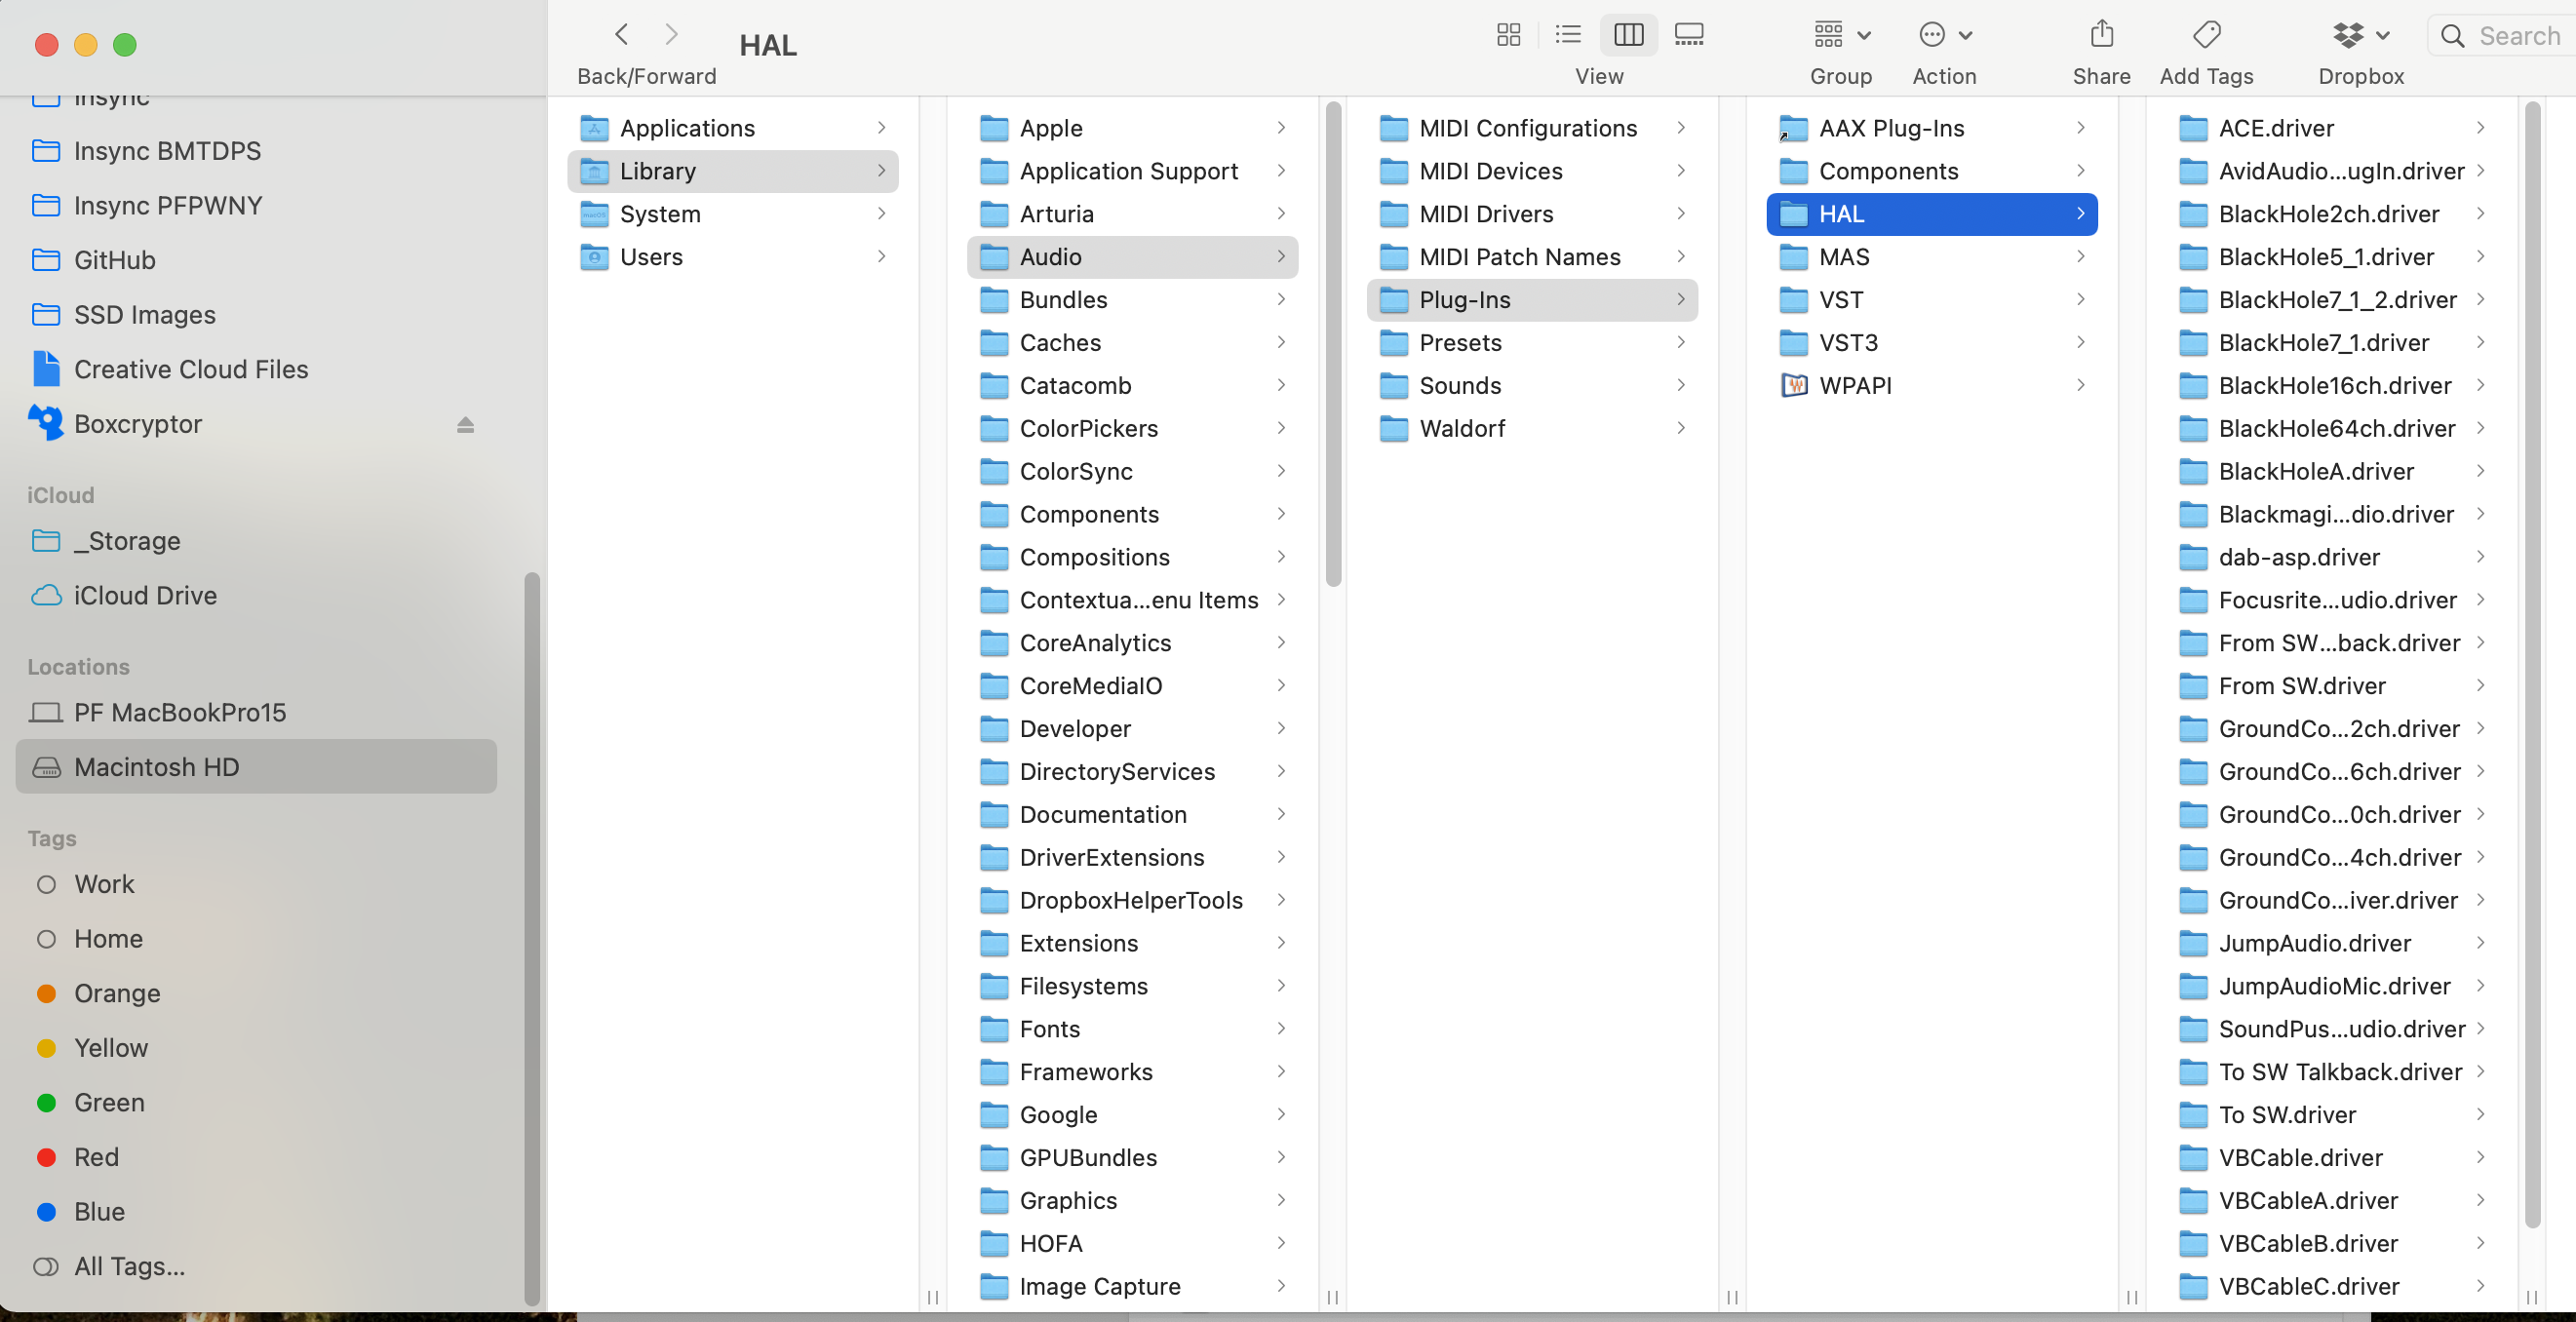 HAL
Back/Forward
View
Group
Action
Share
Add Tags
Dropbox
Search
Insync
Insync BMTDPS
Insync PFPWNY
GitHub
SSD Images
Creative Cloud Files
Boxcryptor
iCloud
_Storage
iCloud Drive
Locations
PF MacBookPro15
Macintosh HD
Tags
Work
Home
Orange
Yellow
Green
Red
Blue
All Tags...
Applications
Library
System
Users
Apple
Application Support
Arturia
Audio
Bundles
Caches
Catacomb
ColorPickers
ColorSync
Components
Compositions
Contextua...enu Items
CoreAnalytics
CoreMediaIO
Developer
DirectoryServices
Documentation
DriverExtensions
DropboxHelperTools
Extensions
Filesystems
Fonts
Frameworks
Google
GPUBundles
Graphics
HOFA
Image Capture
MIDI Configurations
MIDI Devices
MIDI Drivers
MIDI Patch Names
Plug-Ins
Presets
Sounds
Waldorf
AAX Plug-Ins
Components
HAL
MAS
VST
VST3
WPAPI
ACE.driver
AvidAudio...ugIn.driver
BlackHole2ch.driver
BlackHole5_1.driver
BlackHole7_1_2.driver
BlackHole7_1.driver
BlackHole16ch.driver
BlackHole64ch.driver
BlackHoleA.driver
Blackmagi...dio.driver
dab-asp.driver
Focusrite...udio.driver
From SW...back.driver
From SW.driver
GroundCo...2ch.driver
GroundCo...6ch.driver
GroundCo...0ch.driver
GroundCo...4ch.driver
GroundCo...iver.driver
JumpAudio.driver
JumpAudioMic.driver
SoundPus...udio.driver
To SW Talkback.driver
To SW.driver
VBCable.driver
VBCableA.driver
VBCableB.driver
VBCableC.driver